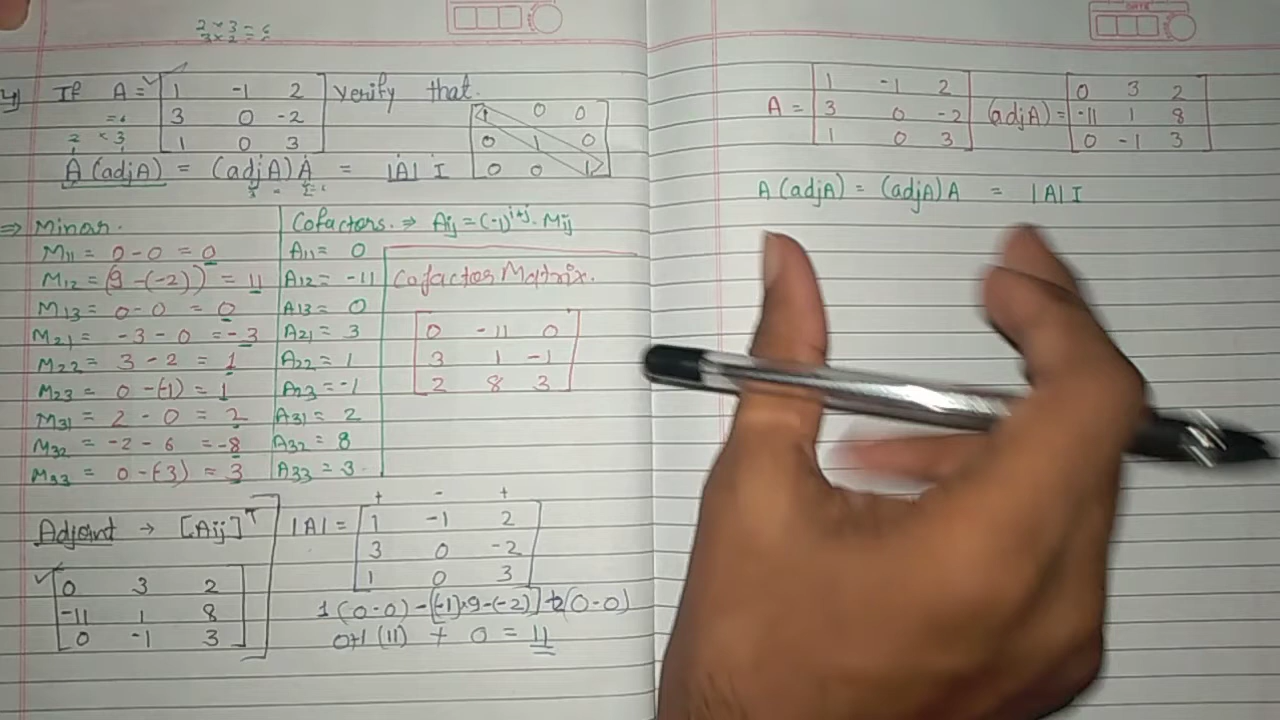 2 × 3 = 6
3 × 2 = 6
4) If A = 1 -1 2 verify that.
3 0 -2
1 0 3
1 0 0
0 1 0
0 0 1
A (adjA) = (adjA) A = |A| I
⇒ Minor.
M11 = 0 - 0 = 0
M12 = (9 - (-2)) = 11
M13 = 0 - 0 = 0
M21 = -3 - 0 = -3
M22 = 3 - 2 = 1
M23 = 0 - (-1) = 1
M31 = 2 - 0 = 2
M32 = -2 - 6 = -8
M33 = 0 - (-3) = 3
Cofactors. ⇒ Aij = (-1)^i+j . Mij
A11 = 0
A12 = -11
A13 = 0
A21 = 3
A22 = 1
A23 = -1
A31 = 2
A32 = 8
A33 = 3
Cofactor Matrix.
0 -11 0
3 1 -1
2 8 3
Adjoint → [Aij]^T
0 3 2
-11 1 8
0 -1 3
+ - +
|A| = 1 -1 2
3 0 -2
1 0 3
1 (0-0) - [(-1) × 9 - (-2)] + 2 (0-0)
0+1 (11) + 0 = 11
A = 1 -1 2
3 0 -2
1 0 3
(adjA) = 0 3 2
-11 1 8
0 -1 3
A (adjA) = (adjA) A = |A| I